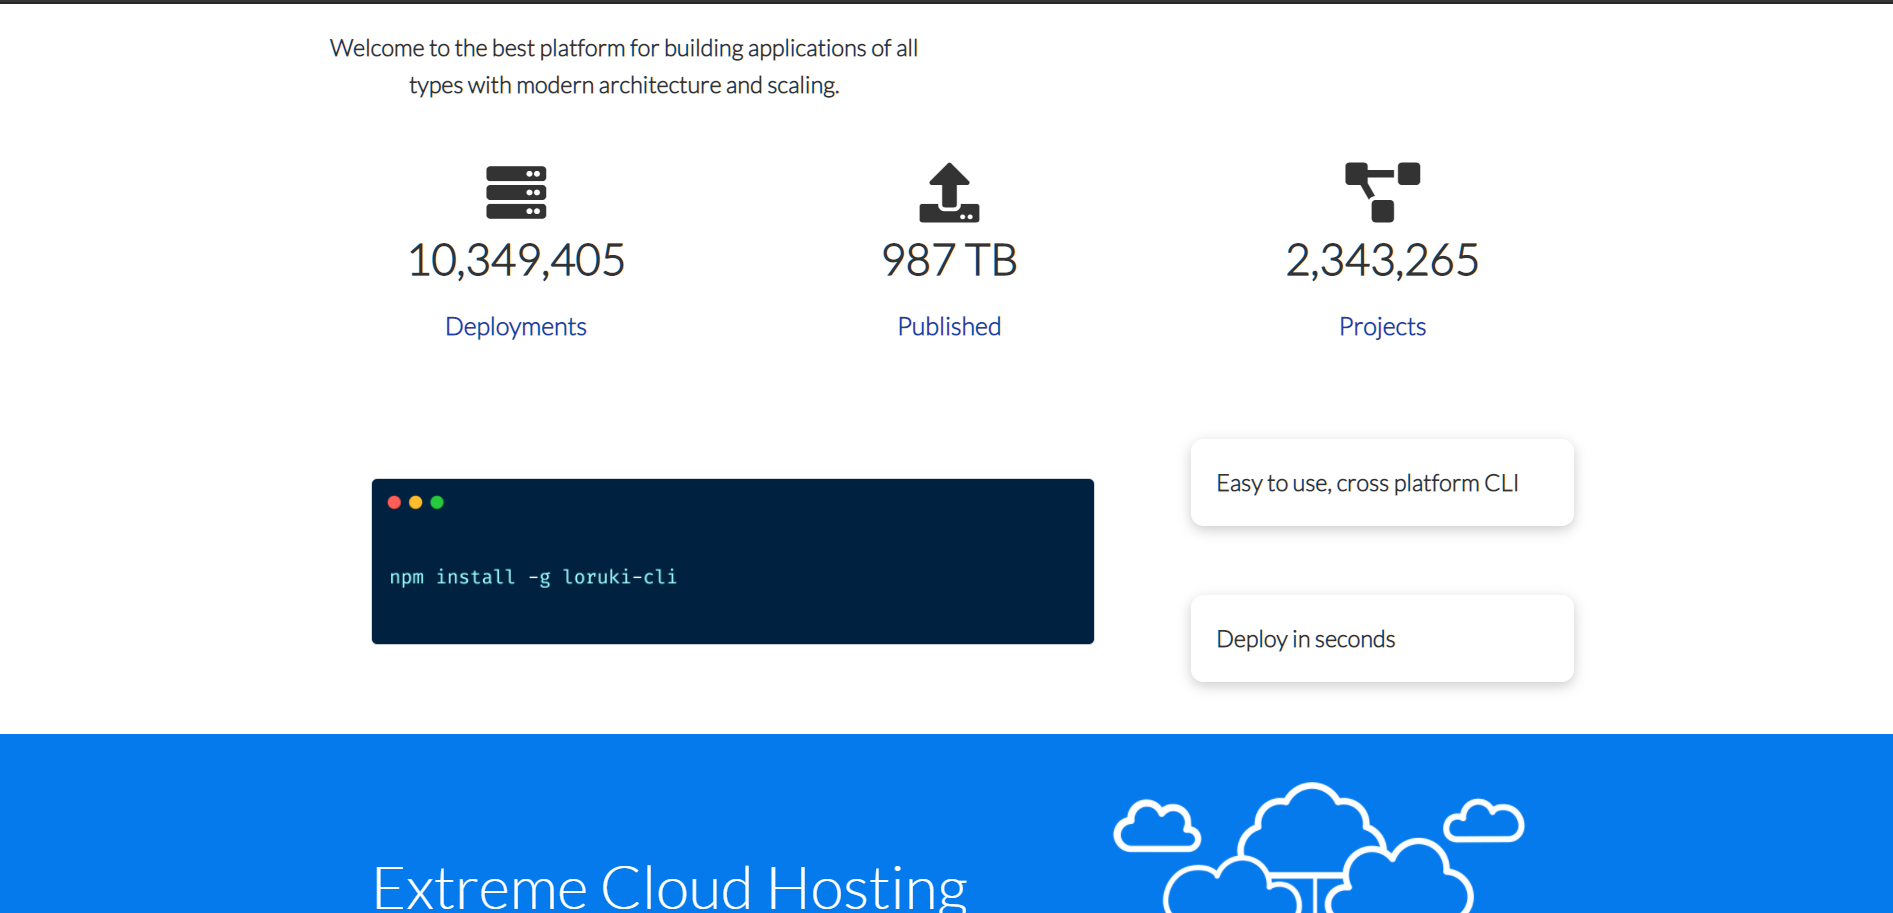 Welcome to the best platform for building applications of all
types with modern architecture and scaling.
10,349,405
987 TB
2,343,265
Deployments
Published
Projects
Easy to use, cross platform CLI
npm install -g loruki-cli
Deploy in seconds
Extreme Cloud Hosting